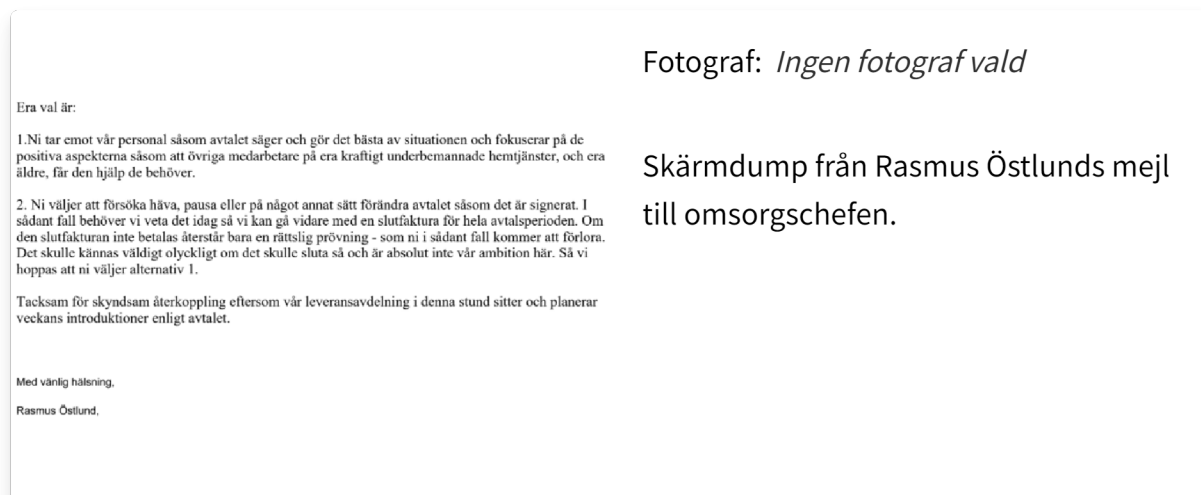 Era val är:
1.Ni tar emot vår personal såsom avtalet säger och gör det bästa av situationen och fokuserar på de
positiva aspekterna såsom att övriga medarbetare på era kraftigt underbemannade hemtjänster, och era
äldre, får den hjälp de behöver.
2. Ni väljer att försöka häva, pausa eller på något annat sätt förändra avtalet såsom det är signerat. I
sådant fall behöver vi veta det idag så vi kan gå vidare med en slutfaktura för hela avtalsperioden. Om
den slutfakturan inte betalas återstår bara en rättslig prövning - som ni i sådant fall kommer att förlora.
Det skulle kännas väldigt olyckligt om det skulle sluta så och är absolut inte vår ambition här. Så vi
hoppas att ni väljer alternativ 1.
Tacksam för skyndsam återkoppling eftersom vår leveransavdelning i denna stund sitter och planerar
veckans introduktioner enligt avtalet.
Med vänlig hälsning,
Rasmus Östlund,
Fotograf: Ingen fotograf vald
Skärmdump från Rasmus Östlunds mejl
till omsorgschefen.